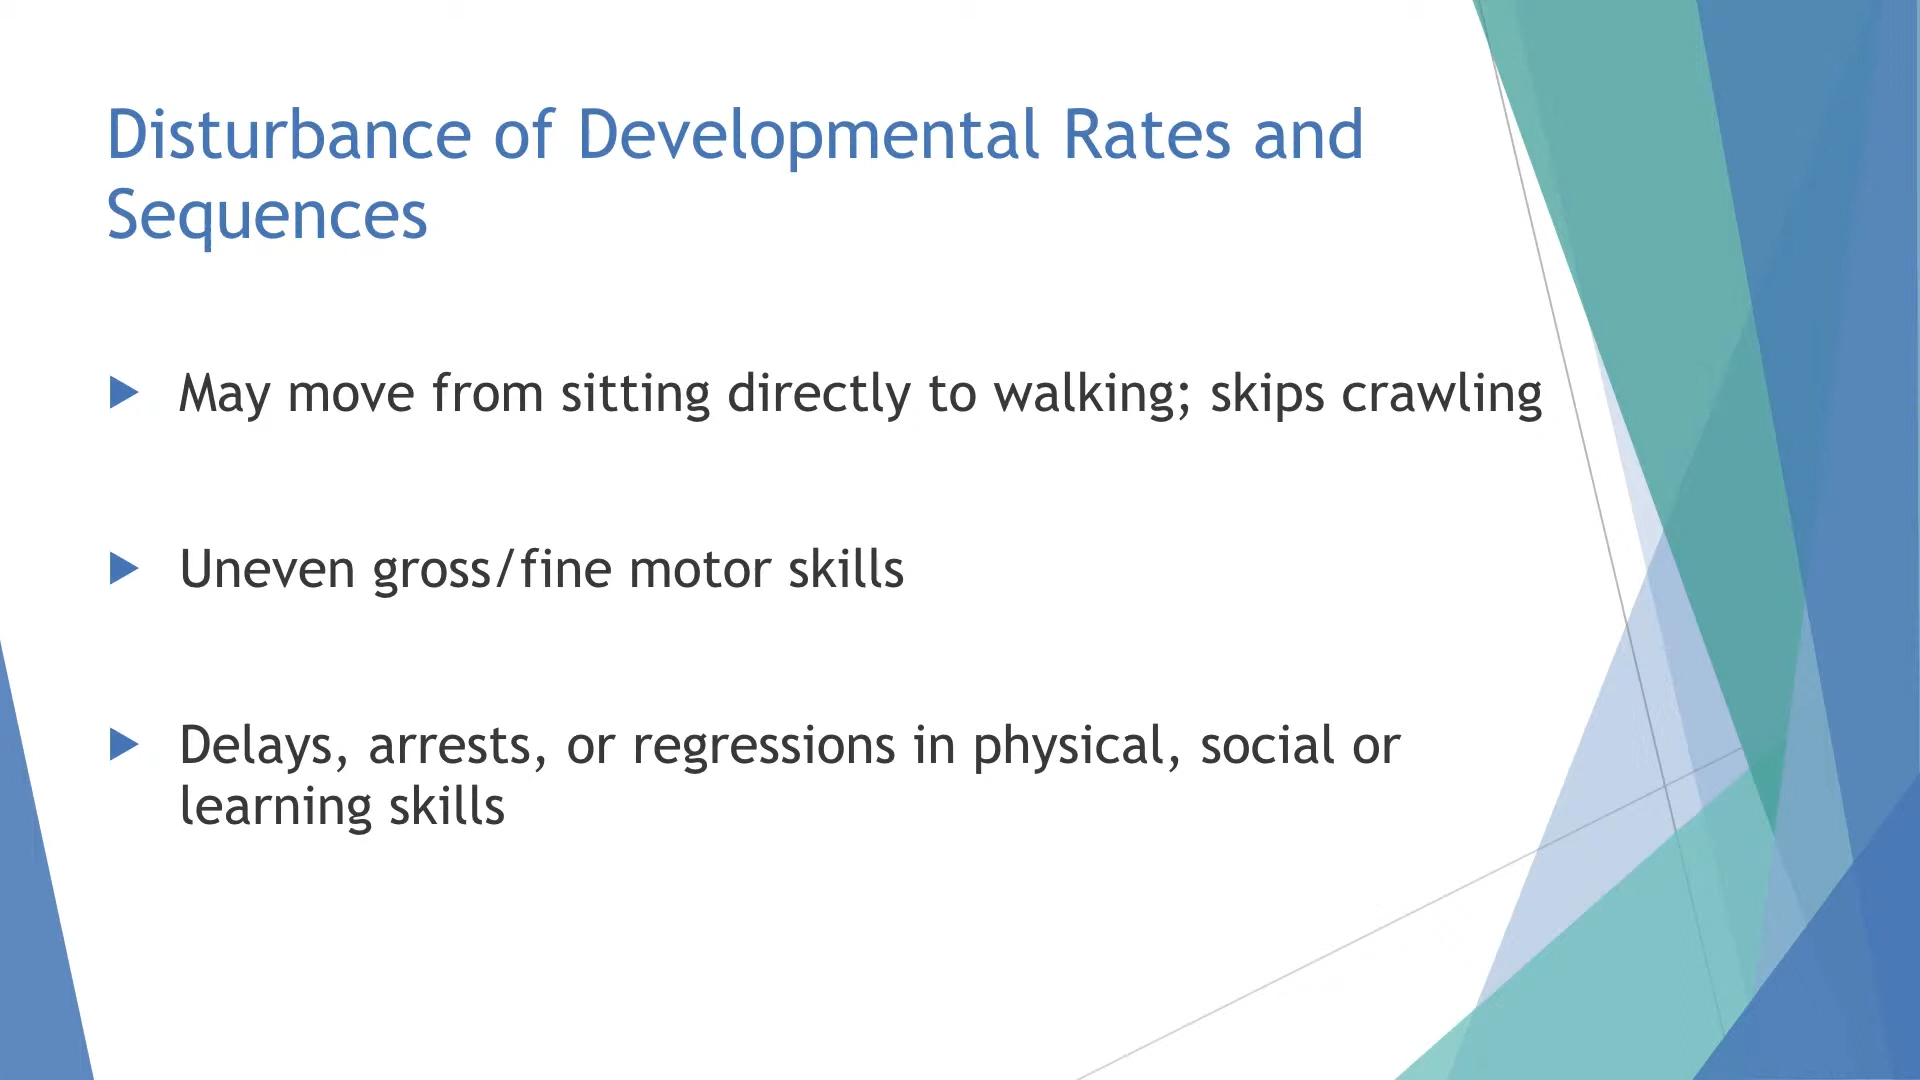 Disturbance of Developmental Rates and
Sequences
May move from sitting directly to walking; skips crawling
Uneven gross/fine motor skills
Delays, arrests, or regressions in physical, social or
learning skills